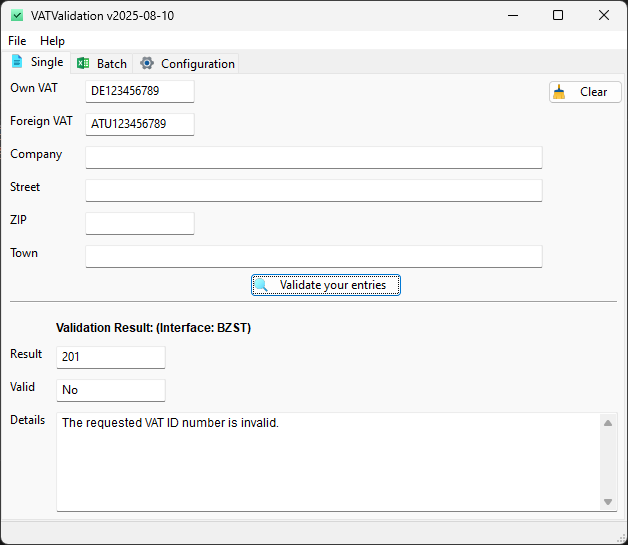 VATValidation v2025-08-10
File Help
Single Batch Configuration
Own VAT DE123456789 Clear
Foreign VAT ATU123456789
Company
Street
ZIP
Town
Validate your entries
Validation Result: (Interface: BZST)
Result 201
Valid No
Details The requested VAT ID number is invalid.